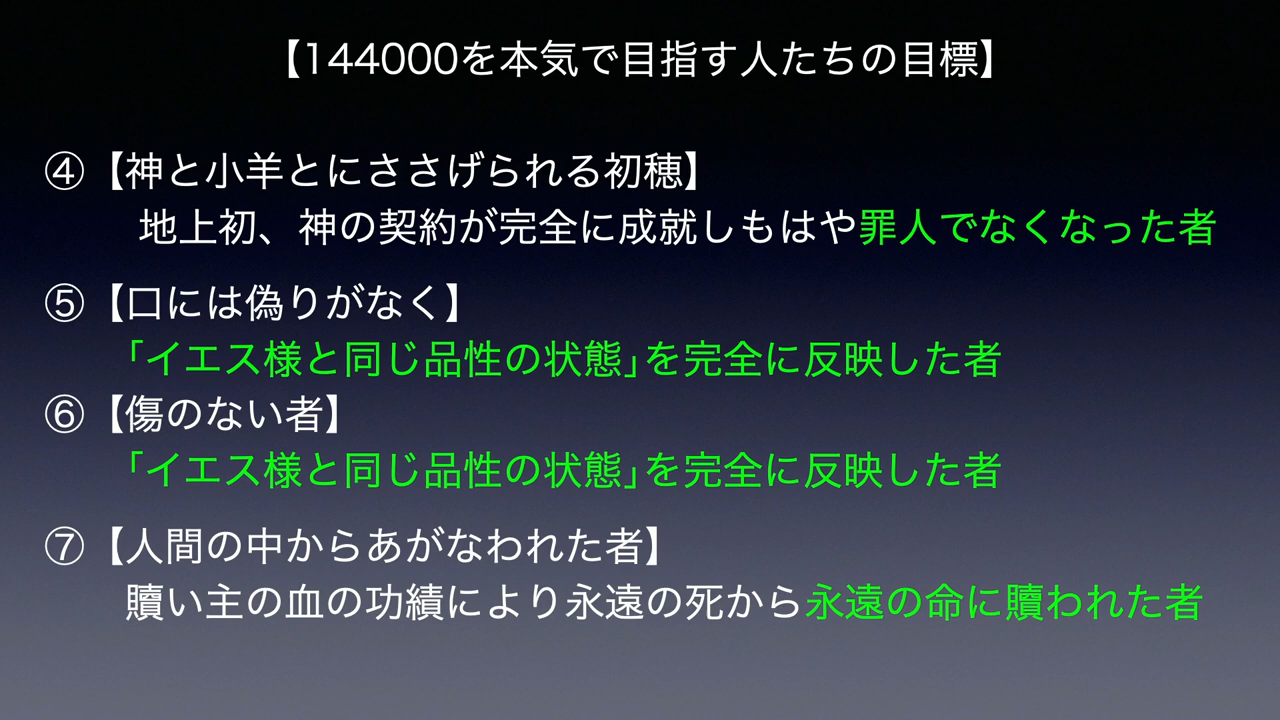 【144000を本気で目指す人たちの目標】
④【神と小羊とにささげられる初穂】
地上初、神の契約が完全に成就しもはや罪人でなくなった者
⑤【口には偽りがなく】
「イエス様と同じ品性の状態」を完全に反映した者
⑥【傷のない者】
「イエス様と同じ品性の状態」を完全に反映した者
⑦【人間の中からあがなわれた者】
贖い主の血の功績により永遠の死から永遠の命に贖われた者